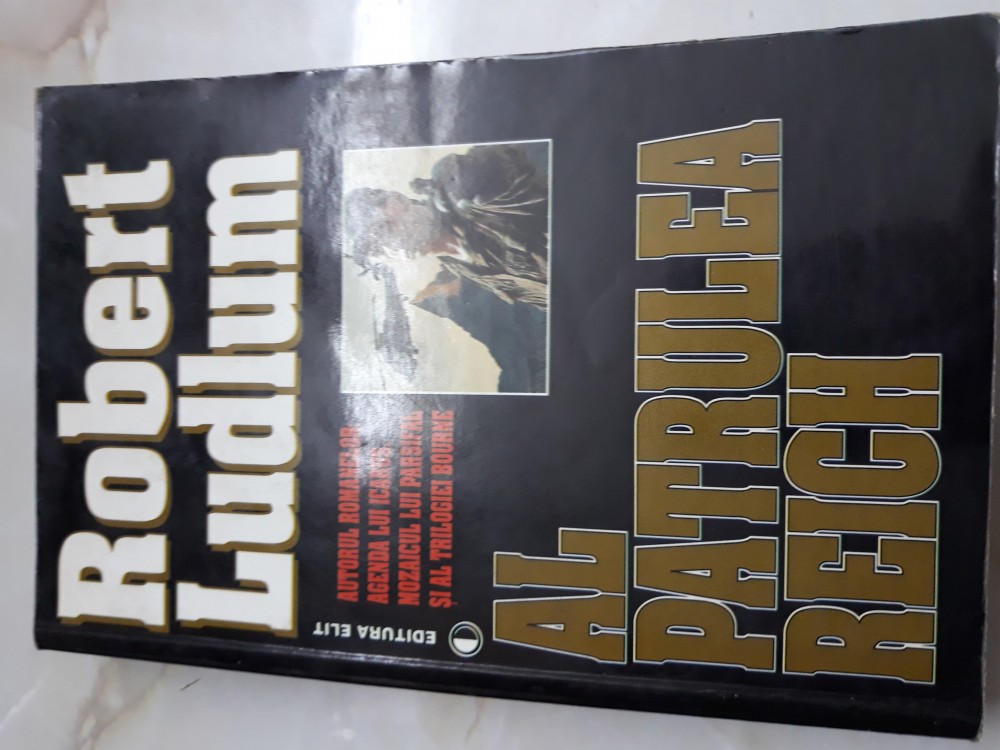 Robert
Ludlum
AUTORUL ROMANELOR
AGENDA LUI ICARUS
MOZAICUL LUI PARSIFAL
ȘI AL TRILOGIEI BOURNE
EDITURA ELIT
AL
PATRULEA
REICH